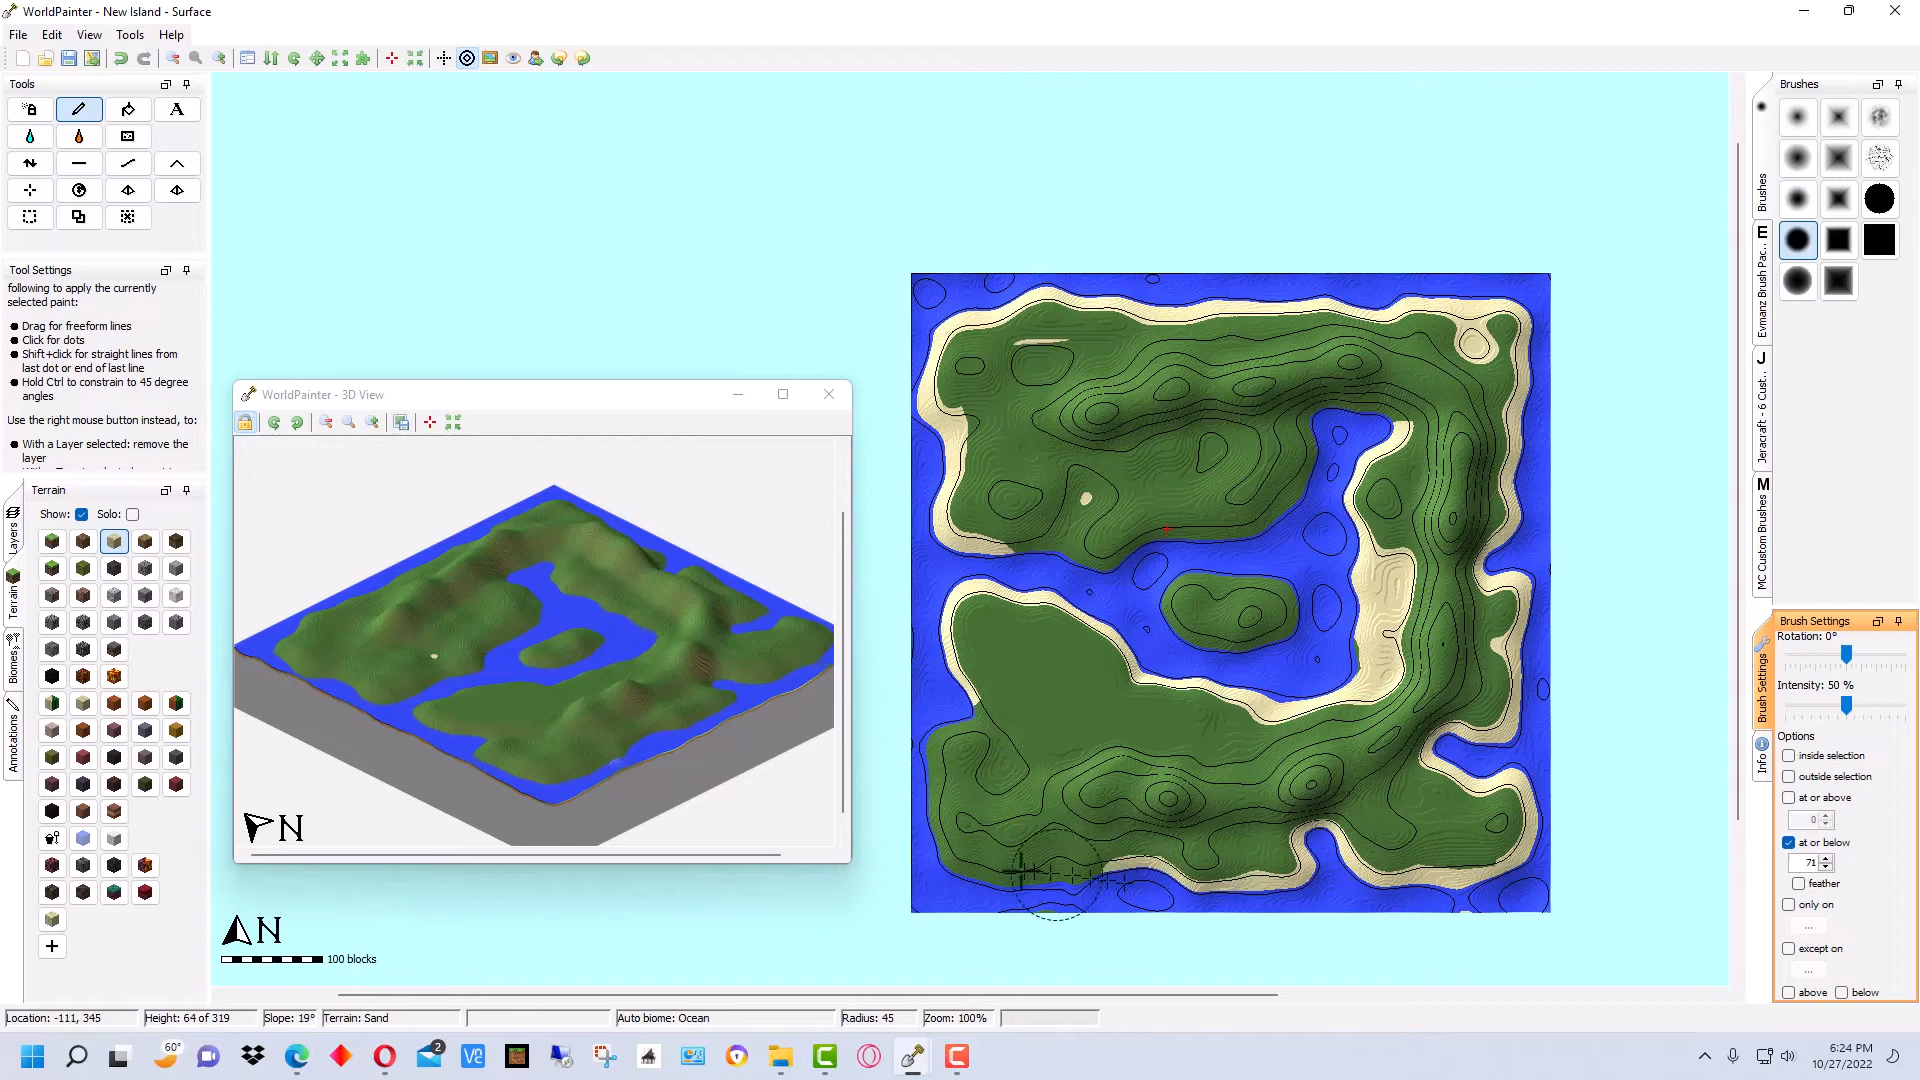 WorldPainter - New Island - Surface
File Edit View Tools Help
Tools
A
Tool Settings
following to apply the currently
selected paint:
Drag for freeform lines
Click for dots
Shift+click for straight lines from
last dot or end of last line
Hold Ctrl to constrain to 45 degree
angles
Use the right mouse button instead, to:
With a Layer selected: remove the
layer
Layers
Terrain
Biomes
Annotations
Terrain
Show: Solo:
WorldPainter - 3D View
N
N
100 blocks
Brushes
Brushes
E
Evmanz Brush Pac...
J
Jeracraft - 6 Cust...
M
MC Custom Brushes
Brush Settings
Info
Brush Settings
Rotation: 0°
Intensity: 50 %
Options
inside selection
outside selection
at or above
0
at or below
71
feather
only on
...
except on
...
above below
Location: -111, 345 Height: 64 of 319 Slope: 19° Terrain: Sand Auto biome: Ocean Radius: 45 Zoom: 100%
60°
2
6:24 PM
10/27/2022